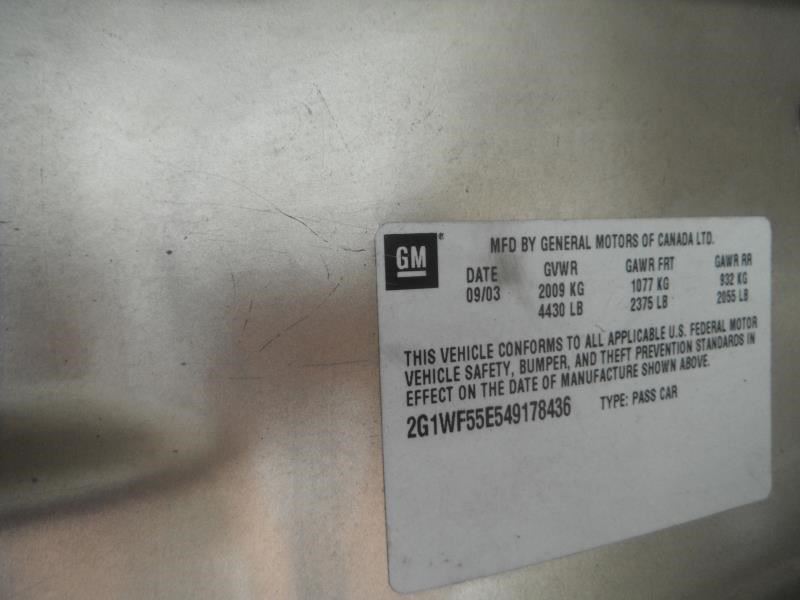 GM
MFD BY GENERAL MOTORS OF CANADA LTD.
DATE GVWR GAWR FRT GAWR RR
09/03 2009 KG 1077 KG 932 KG
4430 LB 2375 LB 2055 LB
THIS VEHICLE CONFORMS TO ALL APPLICABLE U.S. FEDERAL MOTOR
VEHICLE SAFETY, BUMPER, AND THEFT PREVENTION STANDARDS IN
EFFECT ON THE DATE OF MANUFACTURE SHOWN ABOVE.
2G1WF55E549178436 TYPE: PASS CAR